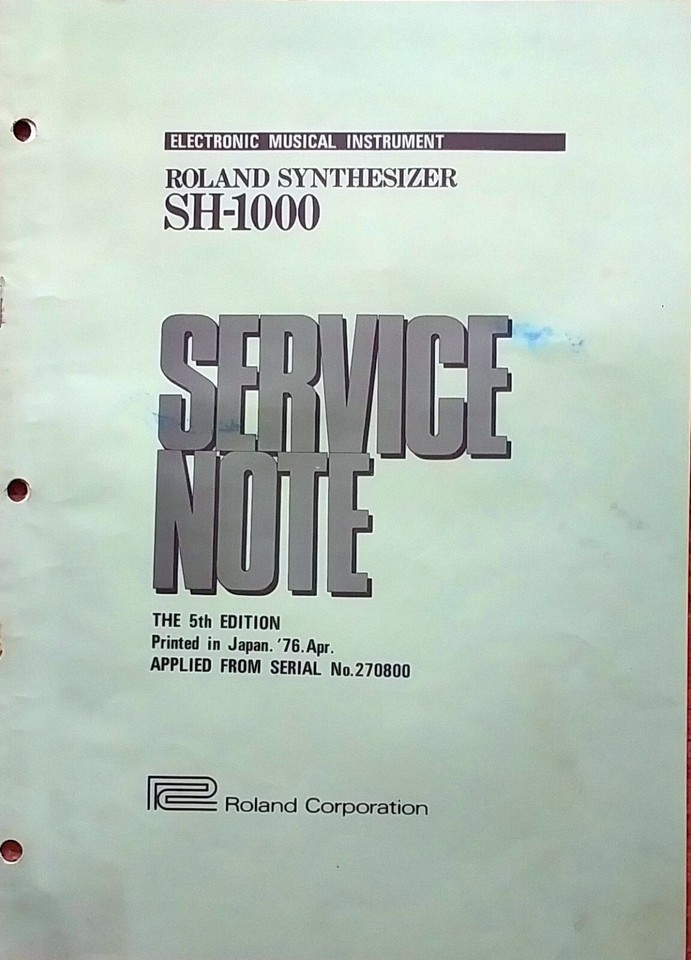 ELECTRONIC MUSICAL INSTRUMENT
ROLAND SYNTHESIZER
SH-1000
SERVICE
NOTE
THE 5th EDITION
Printed in Japan. '76.Apr.
APPLIED FROM SERIAL No.270800
Roland Corporation